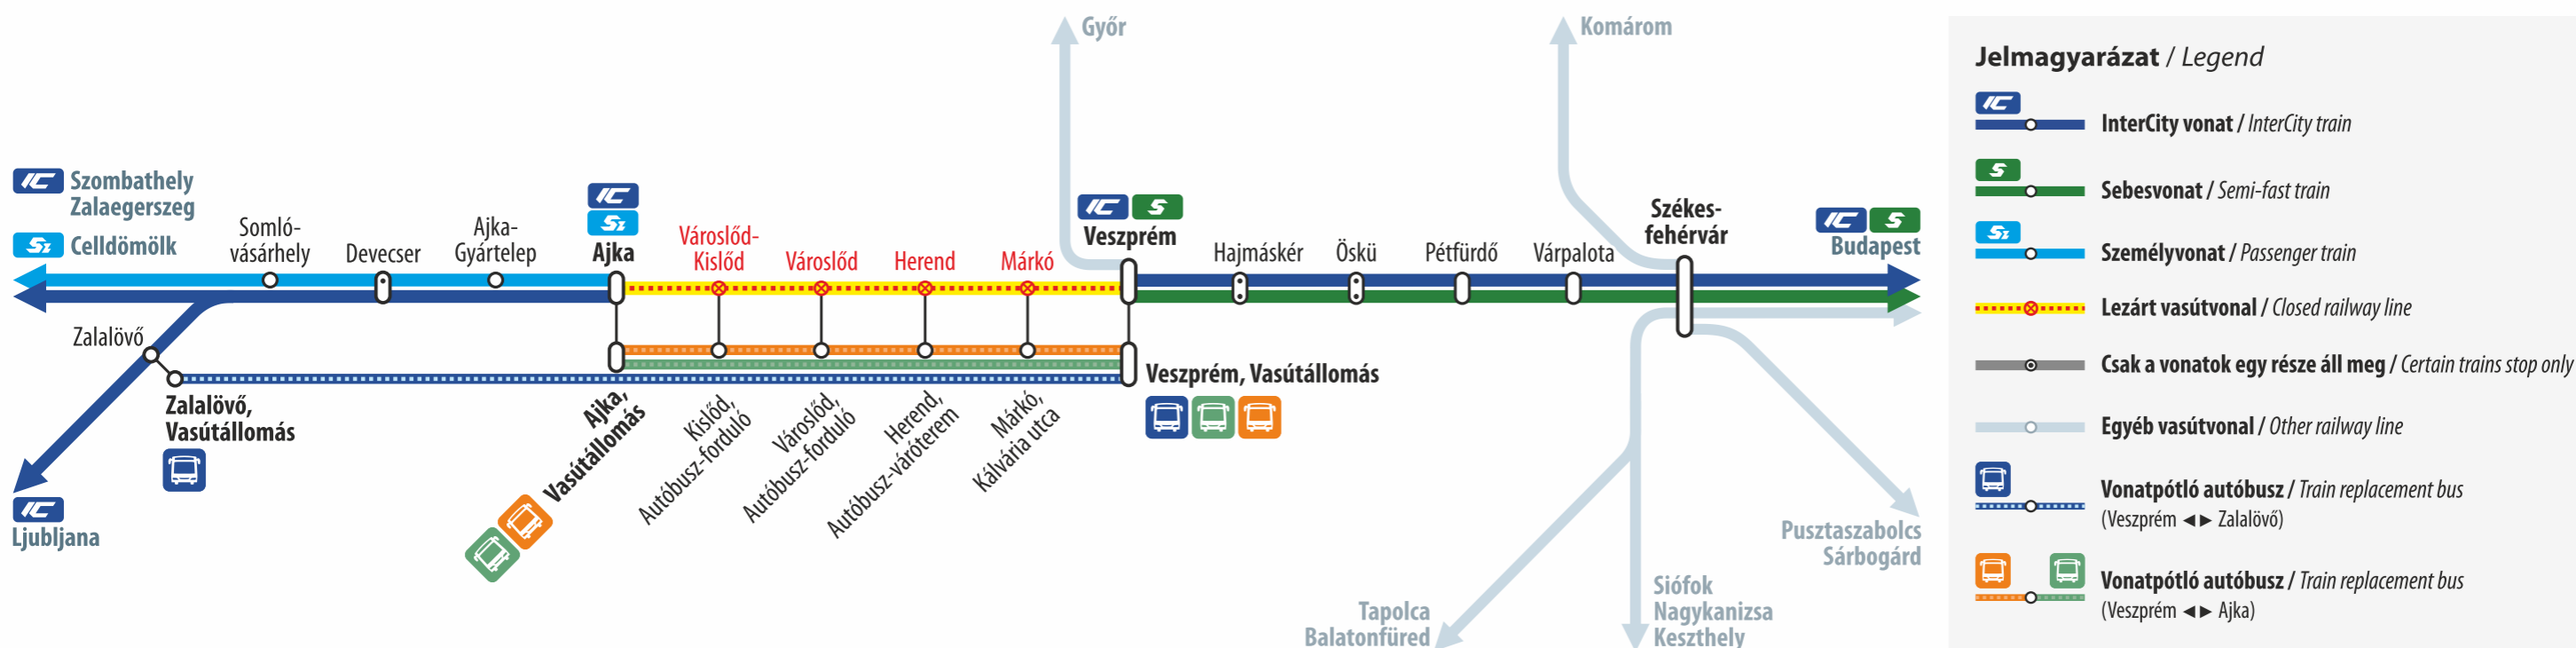 Győr
Komárom
IC
Szombathely
Zalaegerszeg
Sz
Celldömölk
Somló-
vásárhely
Devecser
Ajka-
Gyártelep
IC
Sz
Ajka
Városlőd-
Kislőd
Városlőd
Herend
Márkó
IC S
Veszprém
Hajmáskér
Öskü
Pétfürdő
Várpalota
Székes-
fehérvár
IC S
Budapest
Zalalövő
Zalalövő,
Vasútállomás
IC
Ljubljana
Ajka,
Vasútállomás
Kislőd,
Autóbusz-forduló
Városlőd,
Autóbusz-forduló
Herend,
Autóbusz-váróterem
Márkó,
Kálvária utca
Veszprém, Vasútállomás
Tapolca
Balatonfüred
Siófok
Nagykanizsa
Keszthely
Pusztaszabolcs
Sárbogárd
Jelmagyarázat / Legend
IC
InterCity vonat / InterCity train
S
Sebesvonat / Semi-fast train
Sz
Személyvonat / Passenger train
Lezárt vasútvonal / Closed railway line
Csak a vonatok egy része áll meg / Certain trains stop only
Egyéb vasútvonal / Other railway line
Vonatpótló autóbusz / Train replacement bus
(Veszprém ◄► Zalalövő)
Vonatpótló autóbusz / Train replacement bus
(Veszprém ◄► Ajka)